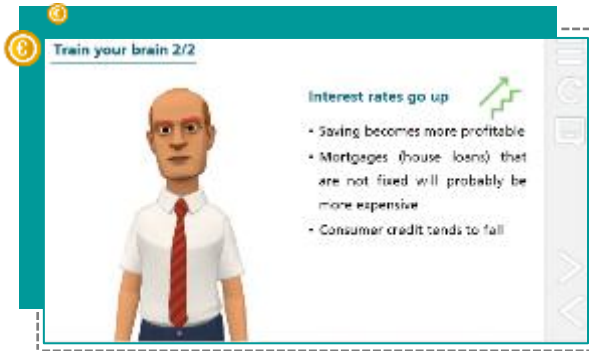 Train your brain 2/2
Interest rates go up
• Saving becomes more profitable
• Mortgages (house loans) that
are not fixed will probably be
more expensive
• Consumer credit tends to fall